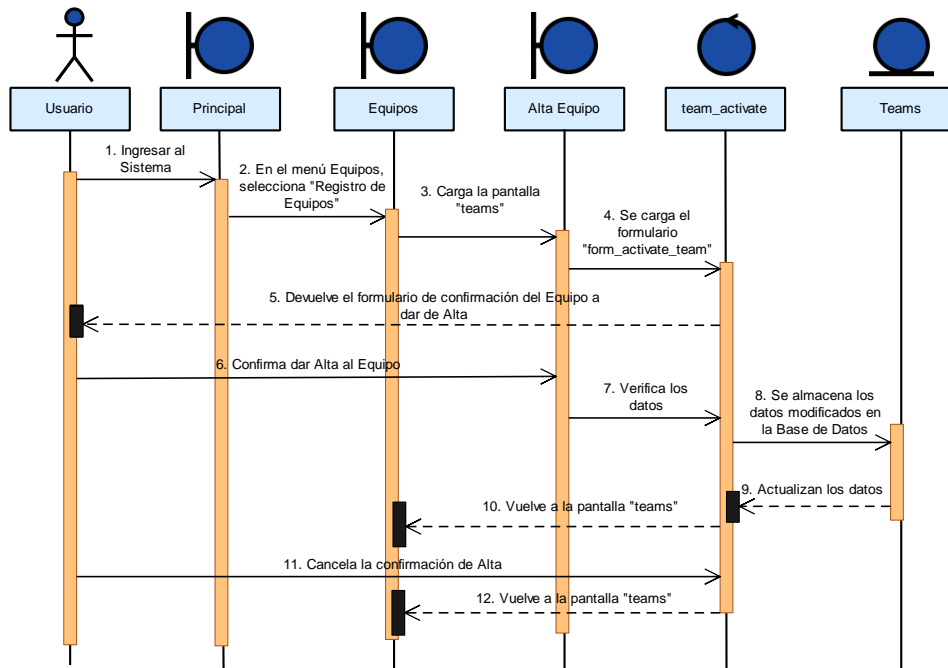 Usuario
Principal
Equipos
Alta Equipo
team_activate
Teams
1. Ingresar al
Sistema
2. En el menú Equipos,
selecciona "Registro de
Equipos"
3. Carga la pantalla
"teams"
4. Se carga el
formulario
"form_activate_team"
5. Devuelve el formulario de confirmación del Equipo a
dar de Alta
6. Confirma dar Alta al Equipo
7. Verifica los
datos
8. Se almacena los
datos modificados en
la Base de Datos
9. Actualizan los datos
10. Vuelve a la pantalla "teams"
11. Cancela la confirmación de Alta
12. Vuelve a la pantalla "teams"